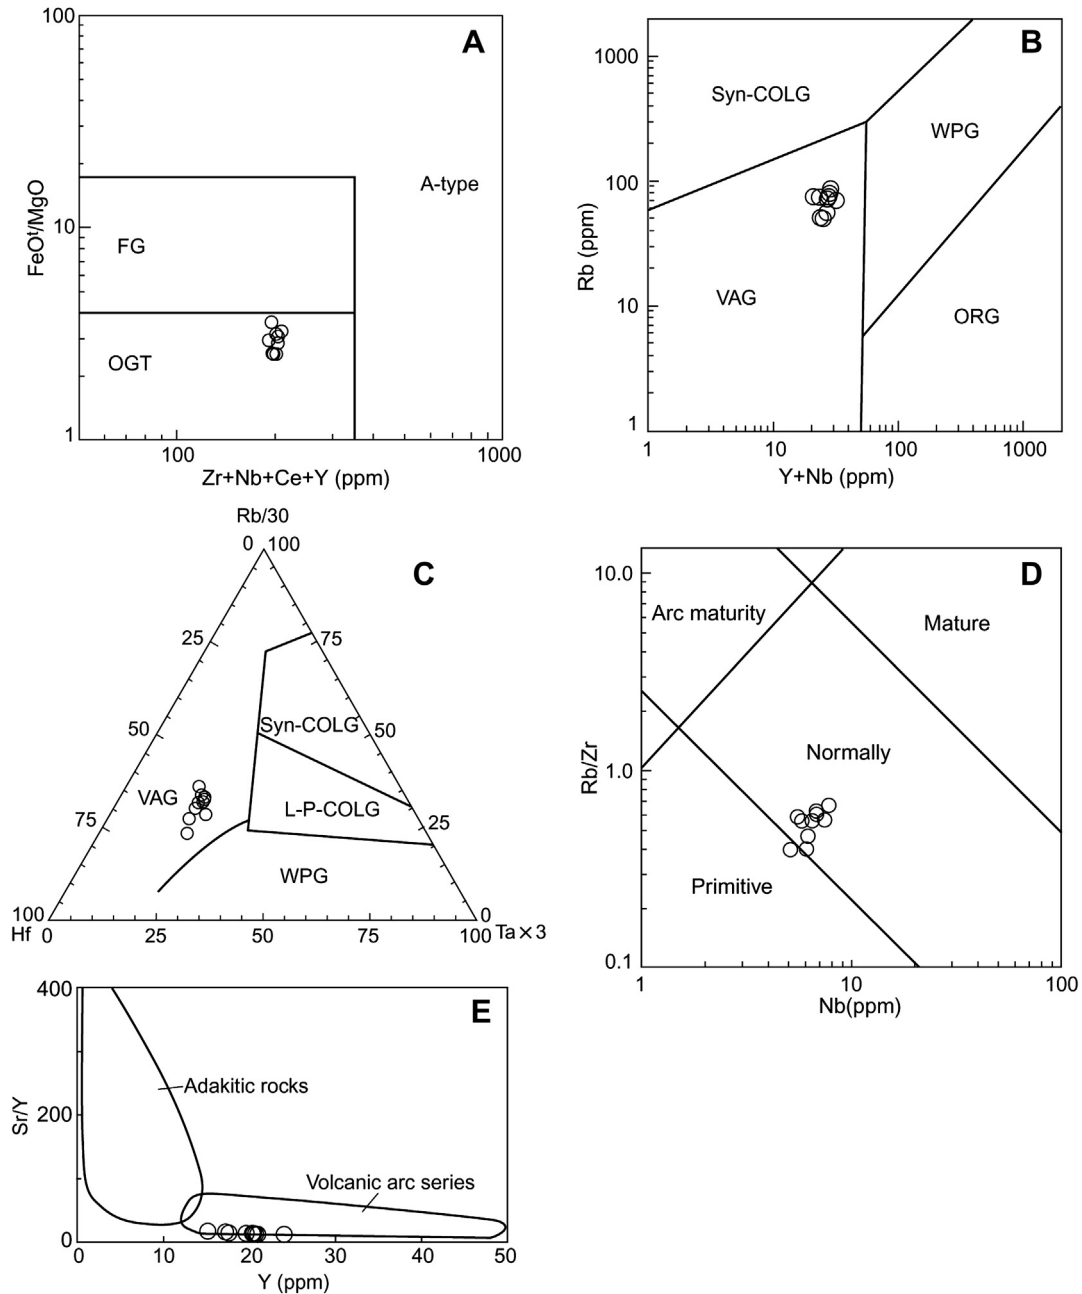 100
10
1
FeOᵗ/MgO
A
A-type
FG
OGT
100
1000
Zr+Nb+Ce+Y (ppm)
1000
100
10
1
Rb (ppm)
B
Syn-COLG
WPG
VAG
ORG
1
10
100
1000
Y+Nb (ppm)
Rb/30
0
100
C
25
75
50
50
Syn-COLG
VAG
L-P-COLG
75
25
WPG
100
0
Hf
0
25
50
75
100
Ta×3
10.0
1.0
0.1
Rb/Zr
D
Arc maturity
Mature
Normally
Primitive
1
10
100
Nb(ppm)
400
200
0
Sr/Y
E
Adakitic rocks
Volcanic arc series
0
10
20
30
40
50
Y (ppm)